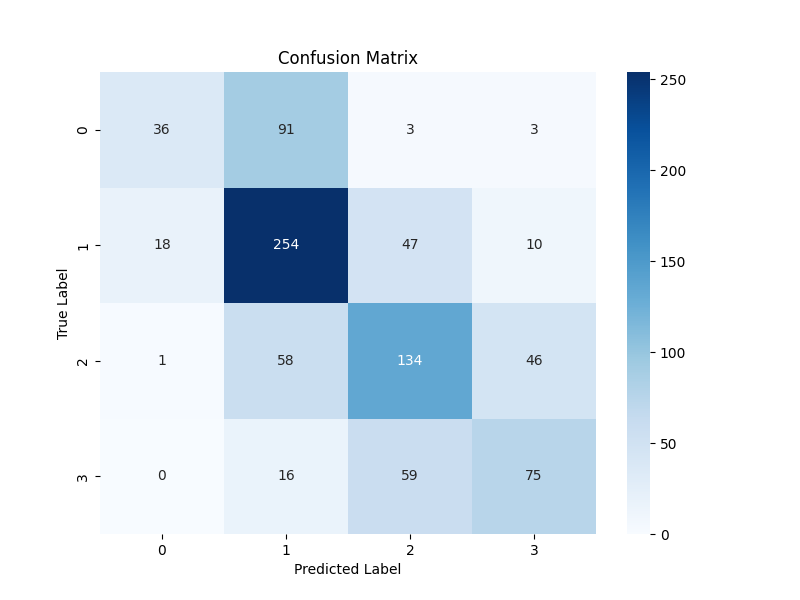 Confusion Matrix
True Label
0 36 91 3 3
1 18 254 47 10
2 1 58 134 46
3 0 16 59 75
0 1 2 3
Predicted Label
250
200
150
100
50
0